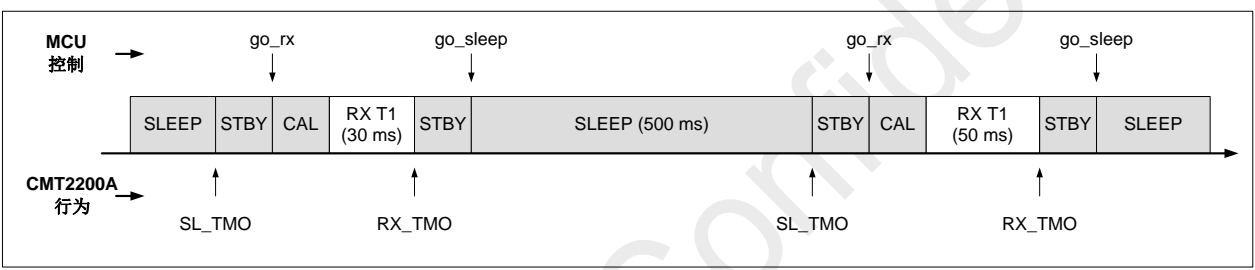 MCU
控制
go_rx
go_sleep
go_rx
go_sleep
SLEEP
STBY
CAL
RX T1
(30 ms)
STBY
SLEEP (500 ms)
STBY
CAL
RX T1
(50 ms)
STBY
SLEEP
CMT2200A
行为
SL_TMO
RX_TMO
SL_TMO
RX_TMO